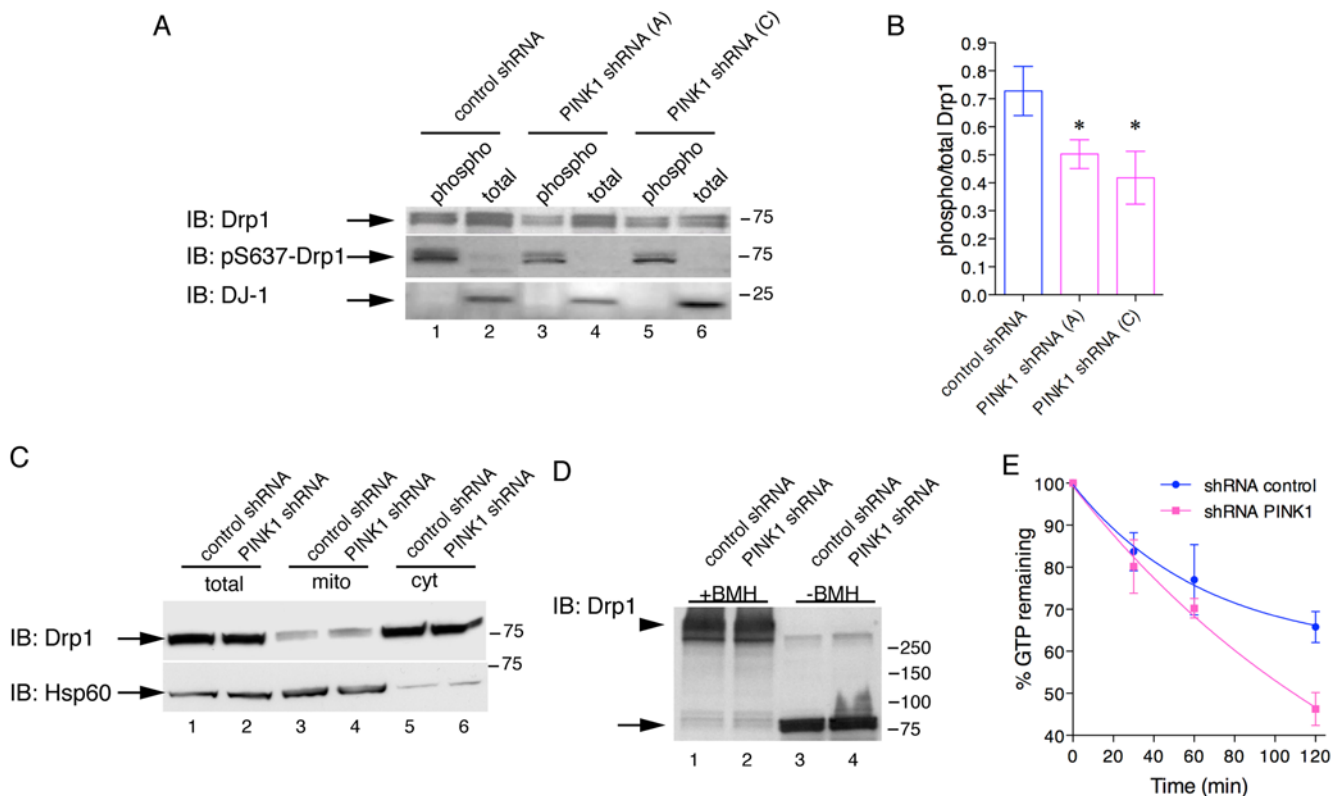 A
control shRNA
PINK1 shRNA (A)
PINK1 shRNA (C)
phospho
total
phospho
total
phospho
total
IB: Drp1
-75
IB: pS637-Drp1
-75
IB: DJ-1
-25
1 2 3 4 5 6
B
phospho/total Drp1
0.9
0.8
0.7
0.6
0.5
0.4
0.3
0.2
0.1
0.0
* *
control shRNA
PINK1 shRNA (A)
PINK1 shRNA (C)
C
control shRNA
PINK1 shRNA
control shRNA
PINK1 shRNA
control shRNA
PINK1 shRNA
total mito cyt
IB: Drp1
-75
-75
IB: Hsp60
1 2 3 4 5 6
D
control shRNA
PINK1 shRNA
control shRNA
PINK1 shRNA
+BMH -BMH
IB: Drp1
-250
-150
-100
-75
1 2 3 4
E
shRNA control
shRNA PINK1
% GTP remaining
100
90
80
70
60
50
40
0 20 40 60 80 100 120
Time (min)